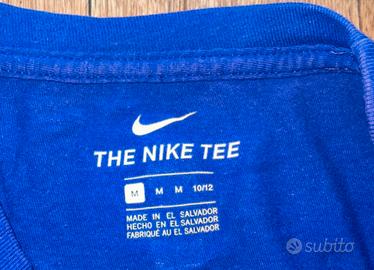 THE NIKE TEE
M M M 10/12
MADE IN EL SALVADOR
HECHO EN EL SALVADOR
FABRIQUÉ AU EL SALVADOR
subito